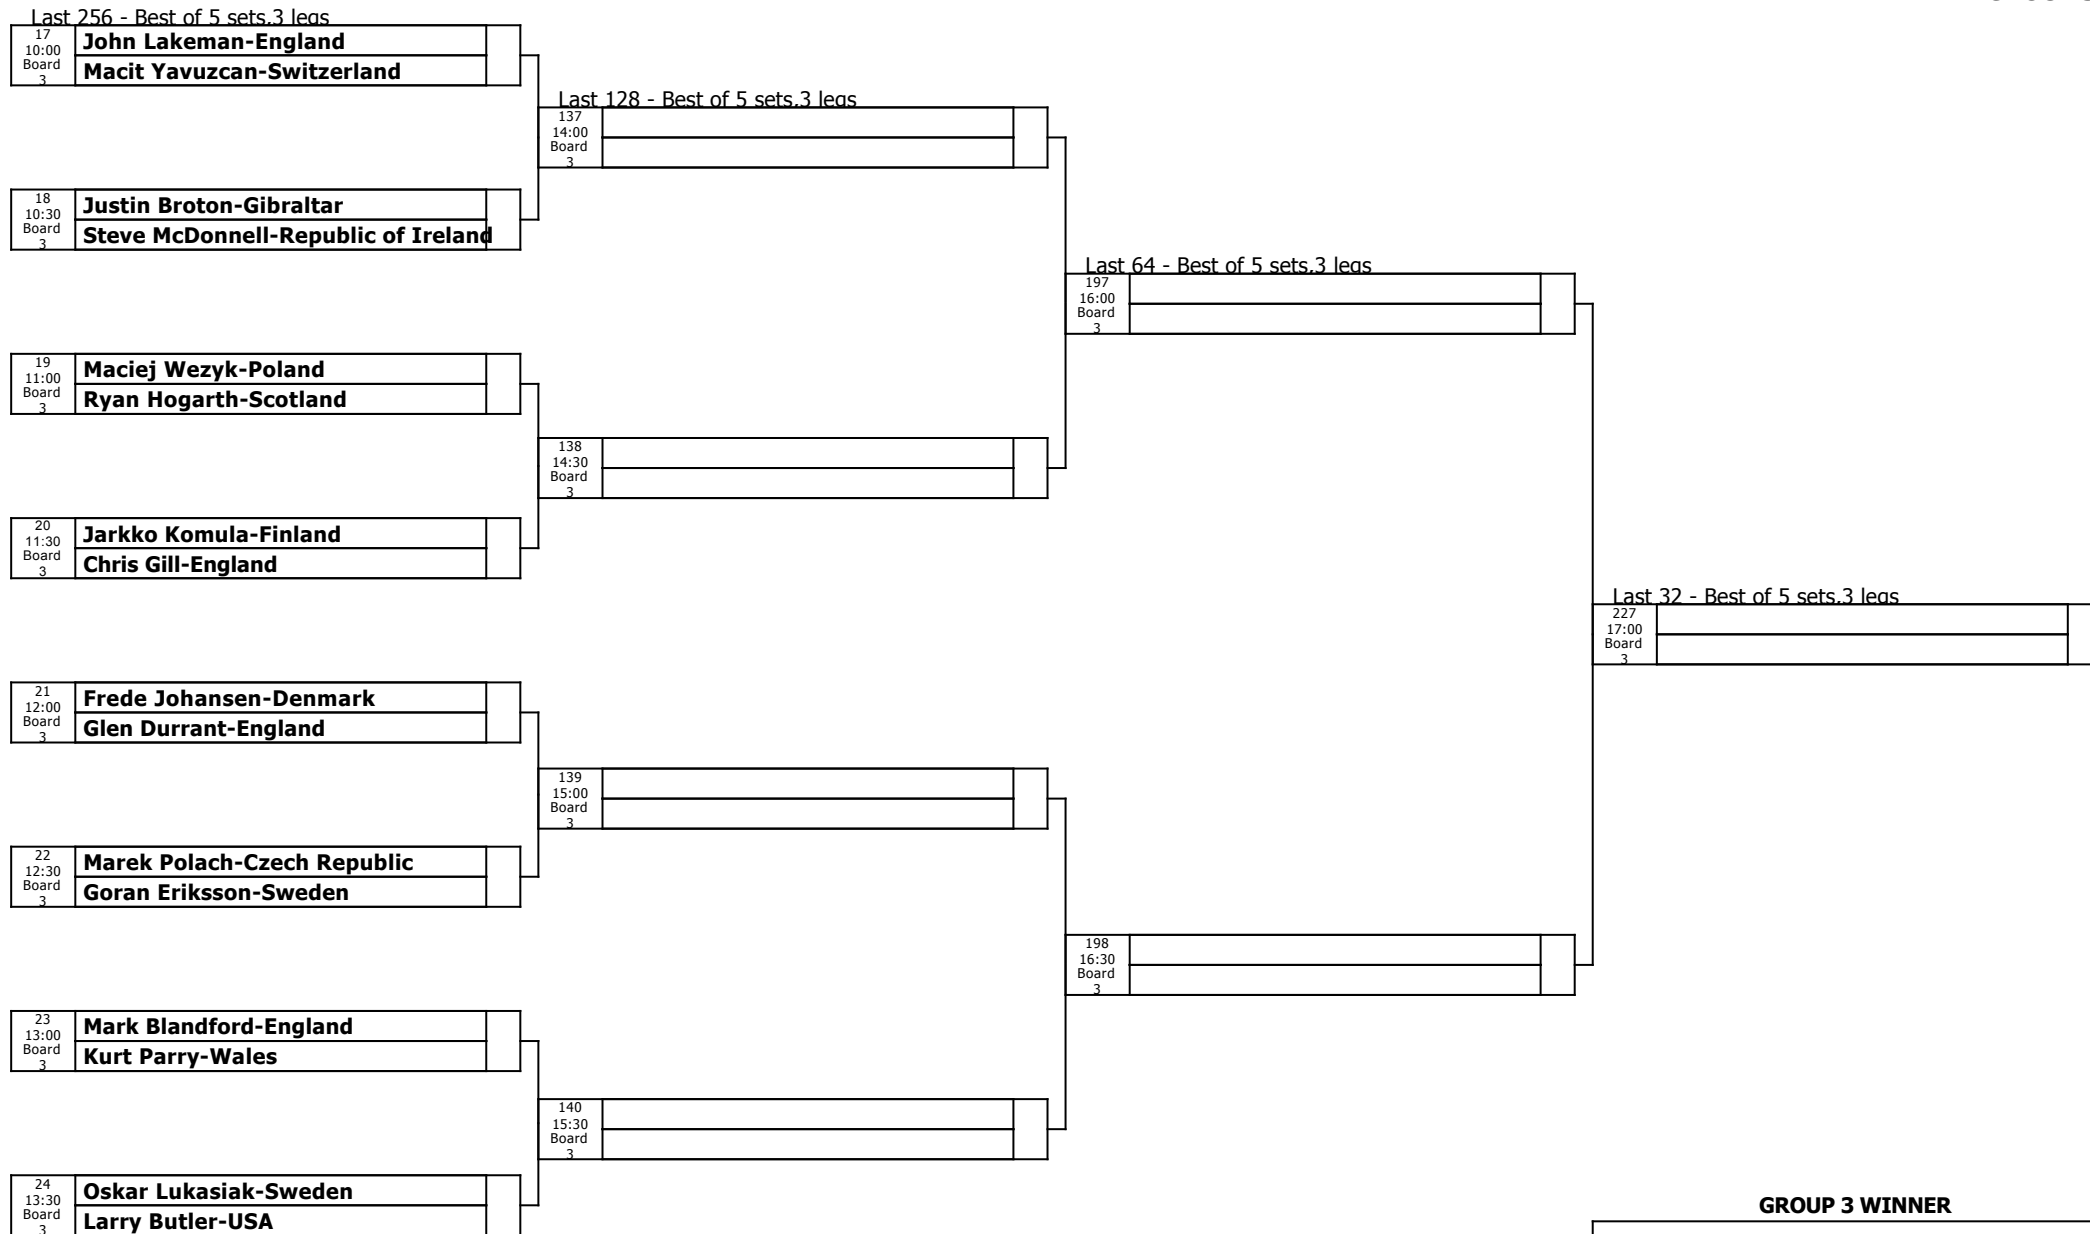 Last 256 - Best of 5 sets,3 legs
17
10:00
Board
3
John Lakeman-England
Macit Yavuzcan-Switzerland
Last 128 - Best of 5 sets,3 legs
137
14:00
Board
3
18
10:30
Board
3
Justin Broton-Gibraltar
Steve McDonnell-Republic of Ireland
Last 64 - Best of 5 sets,3 legs
197
16:00
Board
3
19
11:00
Board
3
Maciej Wezyk-Poland
Ryan Hogarth-Scotland
138
14:30
Board
3
20
11:30
Board
3
Jarkko Komula-Finland
Chris Gill-England
Last 32 - Best of 5 sets,3 legs
227
17:00
Board
3
21
12:00
Board
3
Frede Johansen-Denmark
Glen Durrant-England
139
15:00
Board
3
22
12:30
Board
3
Marek Polach-Czech Republic
Goran Eriksson-Sweden
198
16:30
Board
3
23
13:00
Board
3
Mark Blandford-England
Kurt Parry-Wales
140
15:30
Board
3
24
13:30
Board
3
Oskar Lukasiak-Sweden
Larry Butler-USA
GROUP 3 WINNER